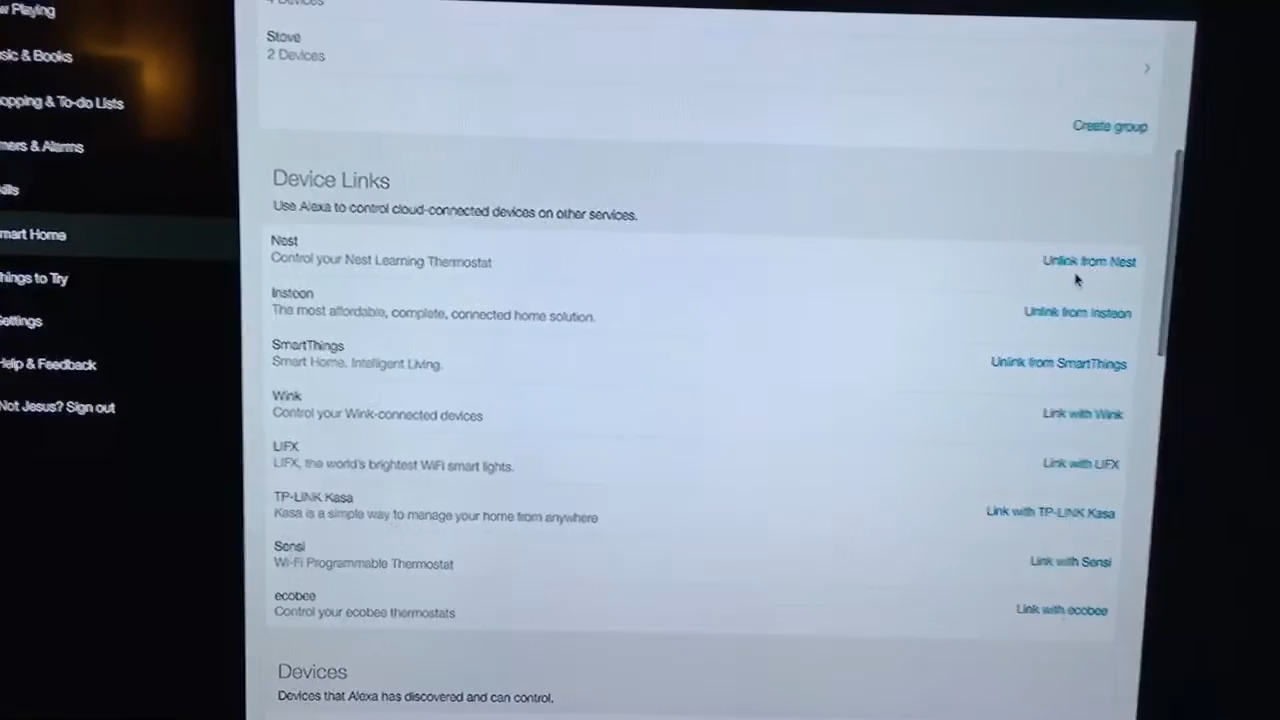 w Playing
sic & Books
opping & To-do Lists
mers & Alarms
ills
mart Home
hings to Try
Settings
Help & Feedback
Not Jesus? Sign out
4 Devices
Stove
2 Devices
Create group
Device Links
Use Alexa to control cloud-connected devices on other services.
Nest
Control your Nest Learning Thermostat
Unlink from Nest
Insteon
The most affordable, complete, connected home solution.
Unlink from Insteon
SmartThings
Smart Home. Intelligent Living.
Unlink from SmartThings
Wink
Control your Wink-connected devices
Link with Wink
LIFX
LIFX, the world's brightest WiFi smart lights.
Link with LIFX
TP-LINK Kasa
Kasa is a simple way to manage your home from anywhere
Link with TP-LINK Kasa
Sensi
Wi-Fi Programmable Thermostat
Link with Sensi
ecobee
Control your ecobee thermostats
Link with ecobee
Devices
Devices that Alexa has discovered and can control.